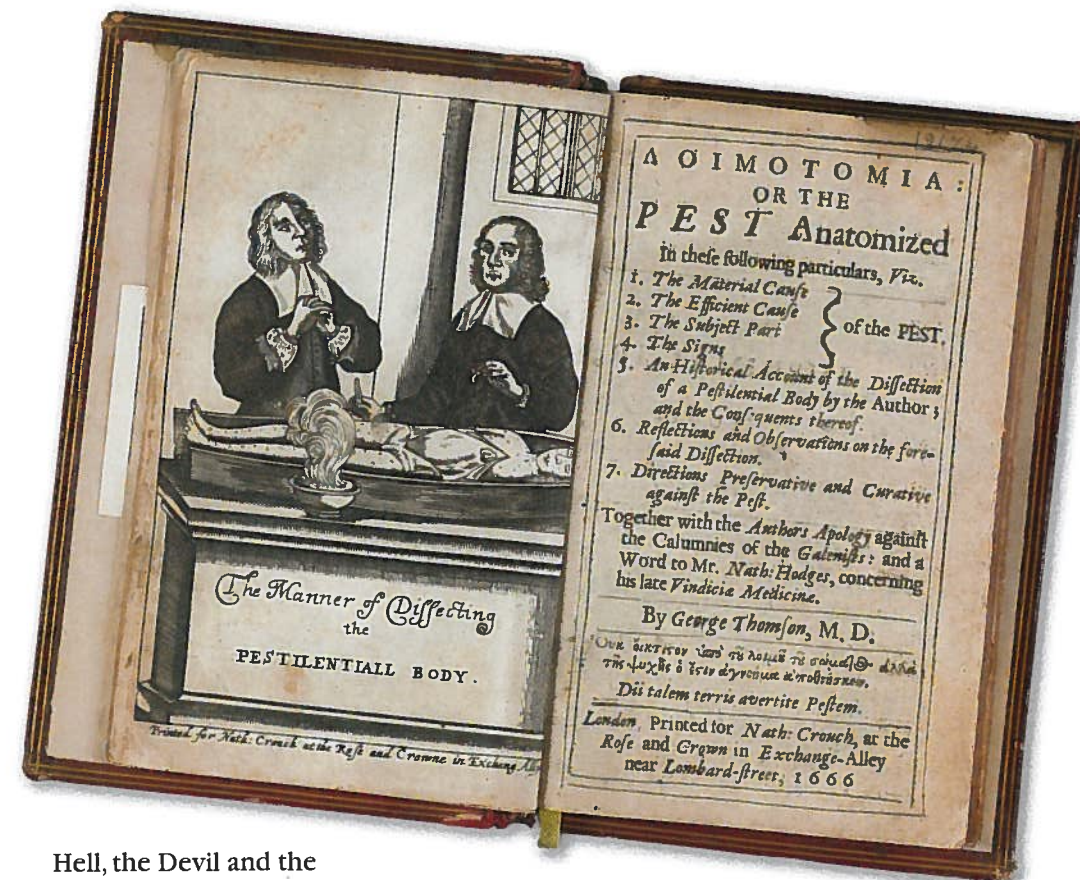 The Manner of Diſſecting
the
PESTILENTIALL BODY.
Printed for Nath: Crouch at the Roſe and Crowne in Exchang
ΛΟΙΜΟΤΟΜΙΑ:
OR THE
PEST Anatomized
In theſe following particulars, Viz.
1. The Material Cauſe
2. The Efficient Cauſe
3. The Subject Part
4. The Signs
of the PEST.
5. An Hiſtorical Account of the Diſſection
of a Peſtilential Body by the Author;
and the Conſ-quents thereof.
6. Reflections and Obſervations on the fore-
ſaid Diſſection.
7. Directions Preſervative and Curative
againſt the Peſt.
Together with the Authors Apology againſt
the Calumnies of the Galeniſts: and a
Word to Mr. Nath: Hodges, concerning
his late Vindiciæ Medicinæ.
By George Thomſon, M. D.
τῆς ψυχῆς
Dii talem terris avertite Peſtem.
London, Printed for Nath: Crouch, at the
Roſe and Crown in Exchange-Alley
near Lombard-ſtreet, 1666
Hell, the Devil and the